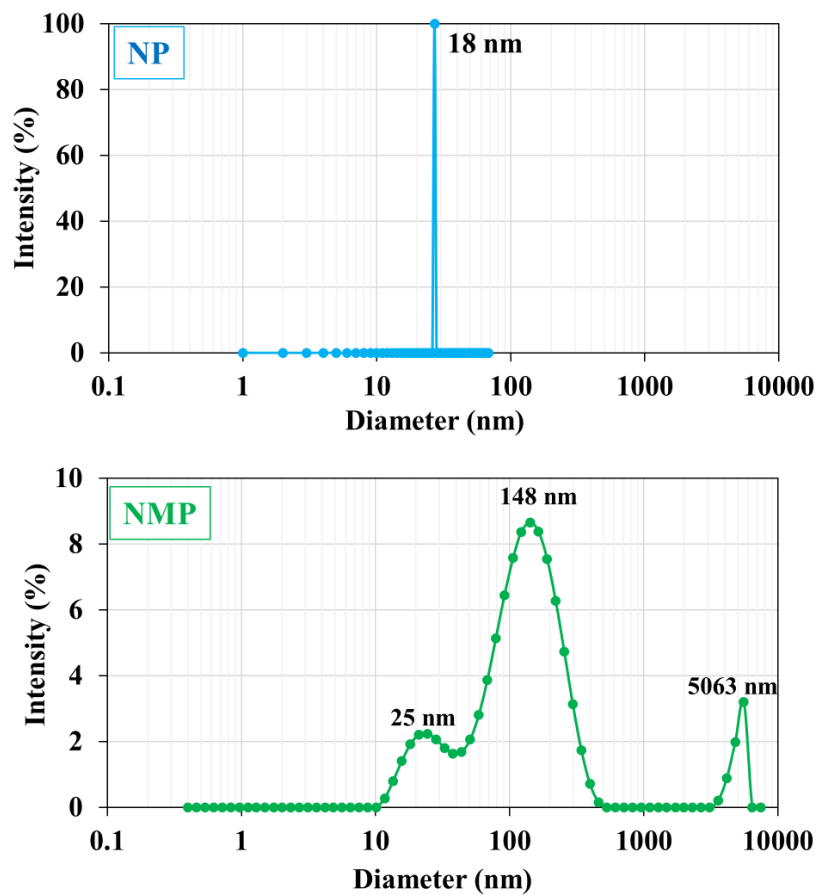 NP
18 nm
Intensity (%)
100
80
60
40
20
0
0.1 1 10 100 1000 10000
Diameter (nm)
NMP
148 nm
25 nm
5063 nm
Intensity (%)
10
8
6
4
2
0
0.1 1 10 100 1000 10000
Diameter (nm)